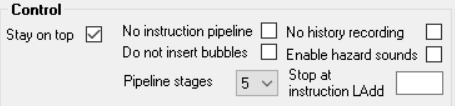 Control
Stay on top
No instruction pipeline
No history recording
Do not insert bubbles
Enable hazard sounds
Pipeline stages
5
Stop at
instruction LAdd